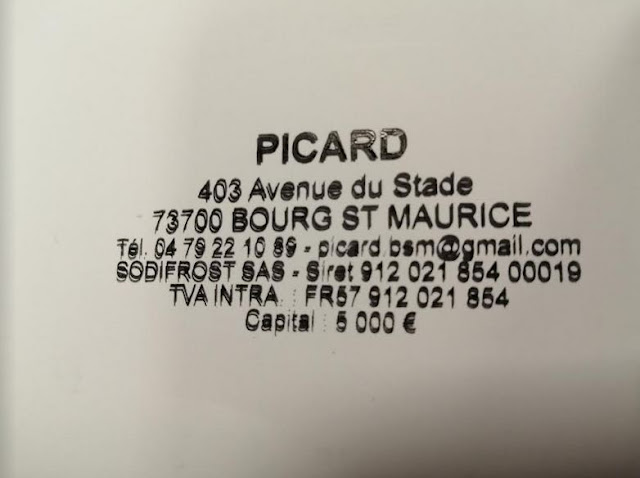 PICARD
403 Avenue du Stade
73700 BOURG ST MAURICE
Tél. 04 79 22 10 89 - picard.bsm@gmail.com
SODIFROST SAS - Siret 912 021 854 00019
TVA INTRA : FR57 912 021 854
Capital : 5 000 €